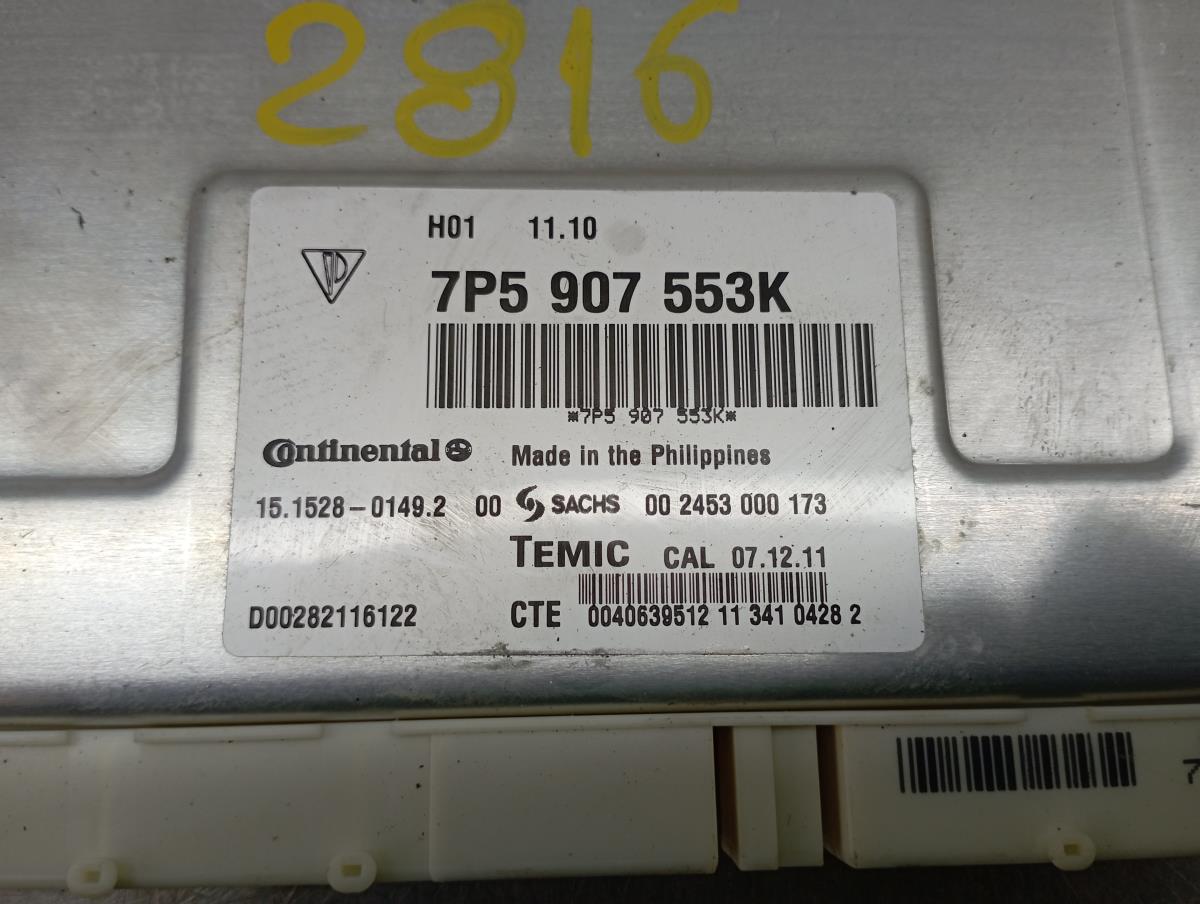 2816
H01 11.10
7P5 907 553K
*7P5 907 553K*
Continental Made in the Philippines
15.1528-0149.2 00 SACHS 00 2453 000 173
TEMIC CAL 07.12.11
D00282116122 CTE 0040639512 11 341 0428 2
7